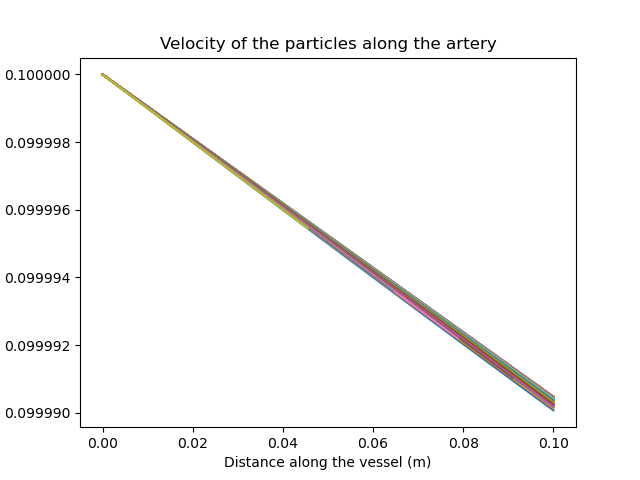 Velocity of the particles along the artery
0.100000
0.099998
0.099996
0.099994
0.099992
0.099990
0.00 0.02 0.04 0.06 0.08 0.10
Distance along the vessel (m)